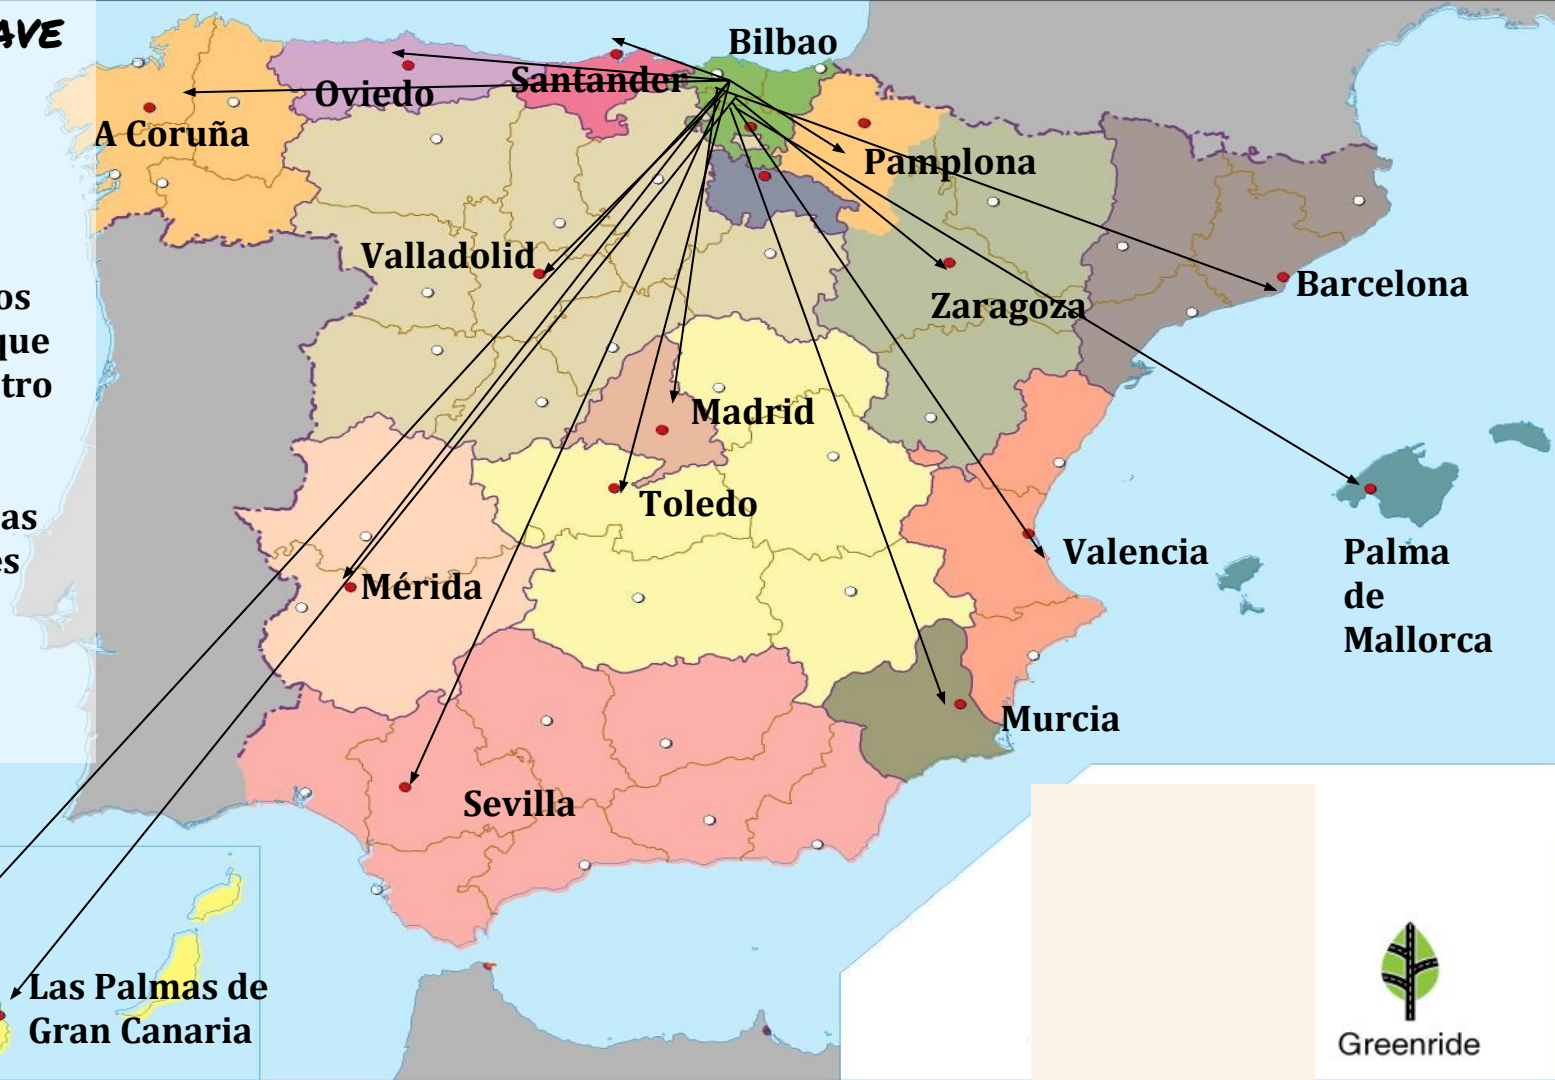 AVE
os
que
tro
as
es
Bilbao
Santander
Oviedo
A Coruña
Pamplona
Valladolid
Zaragoza
Barcelona
Madrid
Toledo
Valencia
Palma
de
Mallorca
Mérida
Murcia
Sevilla
Las Palmas de
Gran Canaria
Greenride